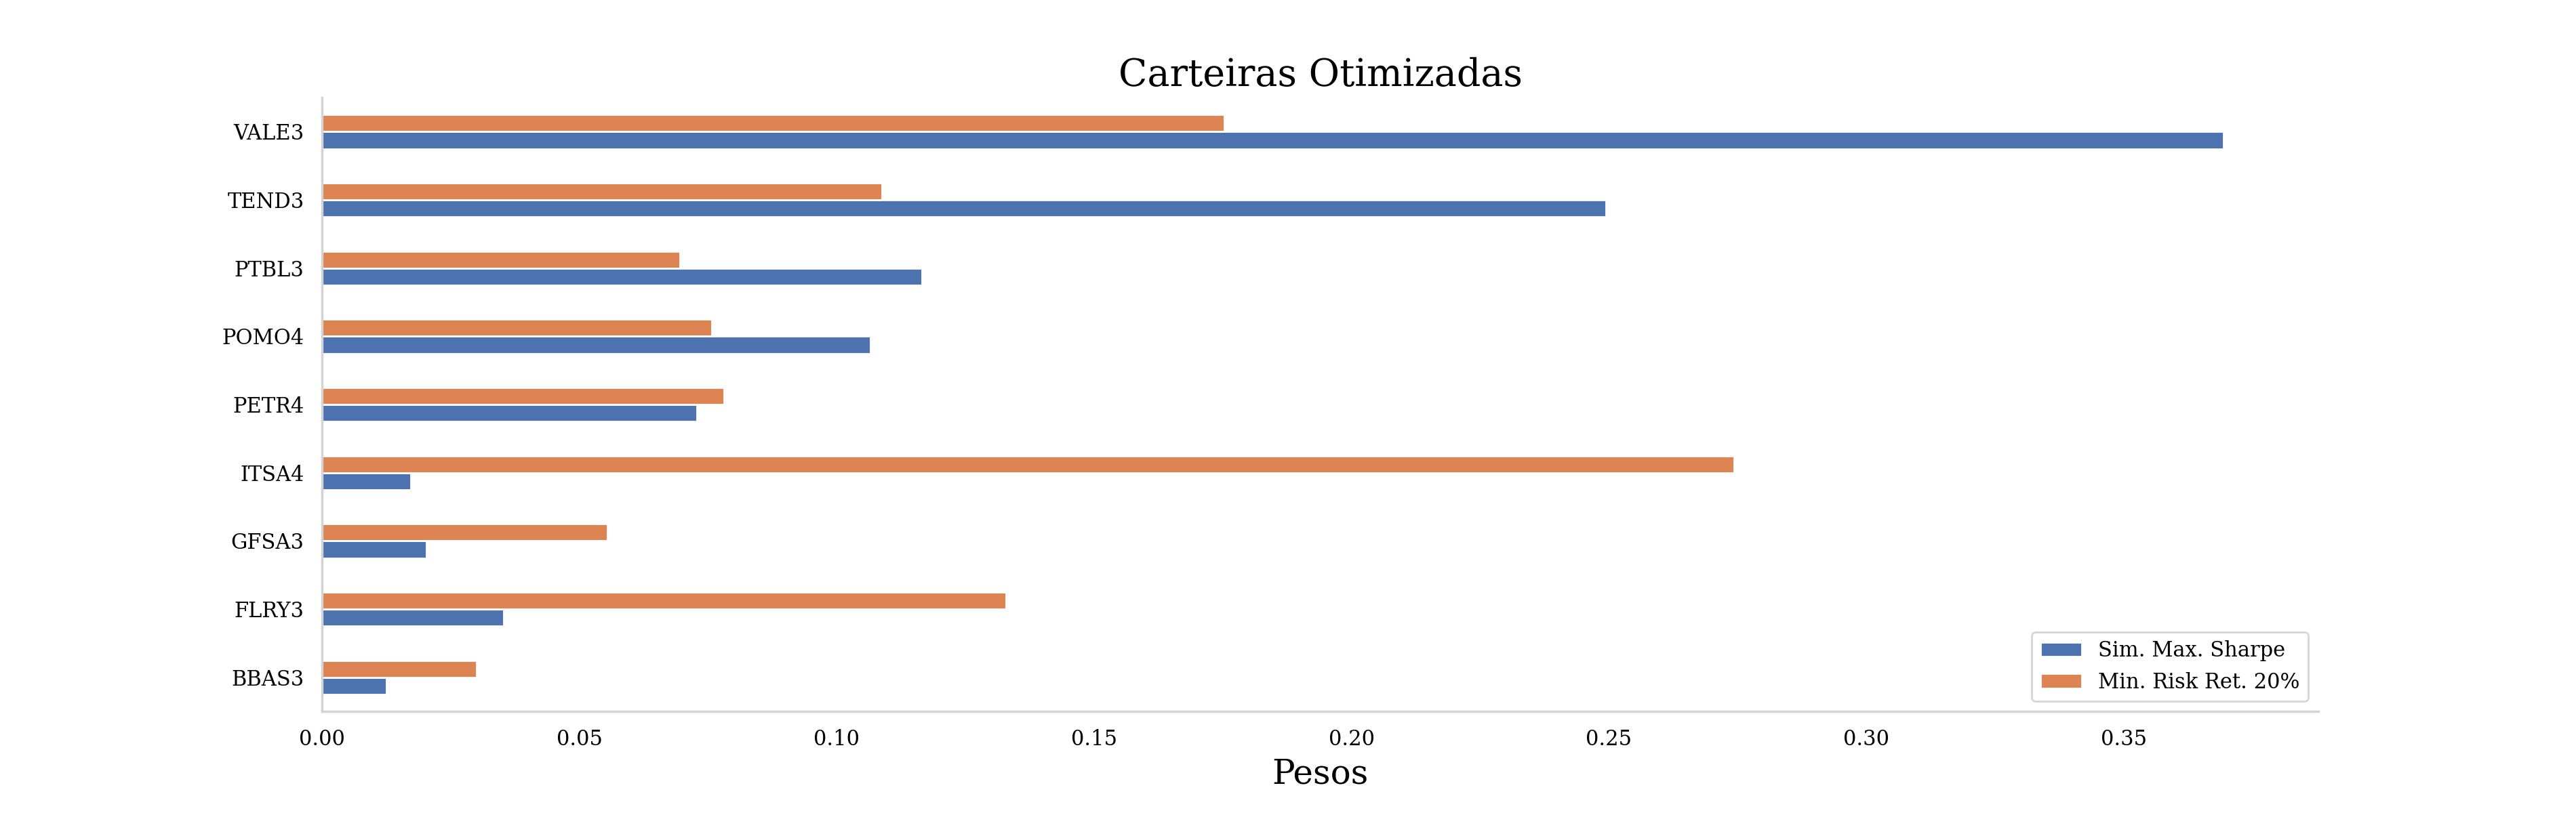 Carteiras Otimizadas
VALE3
TEND3
PTBL3
POMO4
PETR4
ITSA4
GFSA3
FLRY3
BBAS3
Sim. Max. Sharpe
Min. Risk Ret. 20%
0.00 0.05 0.10 0.15 0.20 0.25 0.30 0.35
Pesos